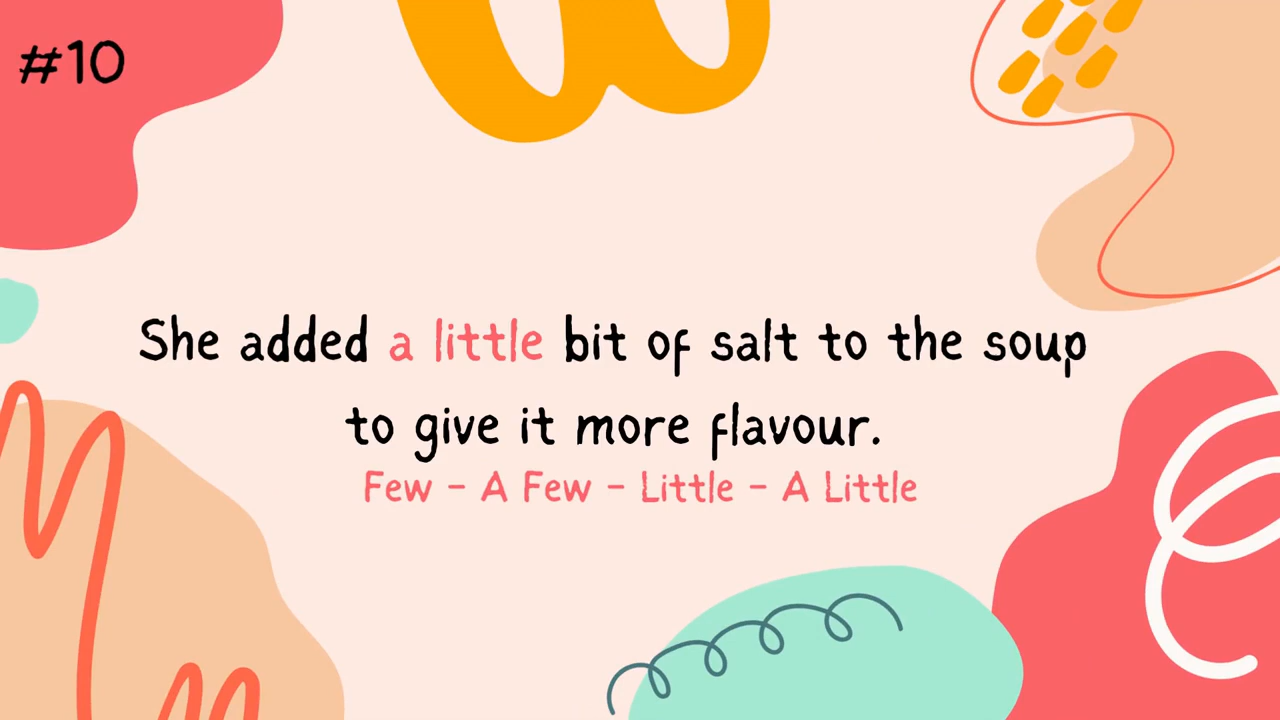 #10
She added a little bit of salt to the soup
to give it more flavour.
Few - A Few - Little - A Little